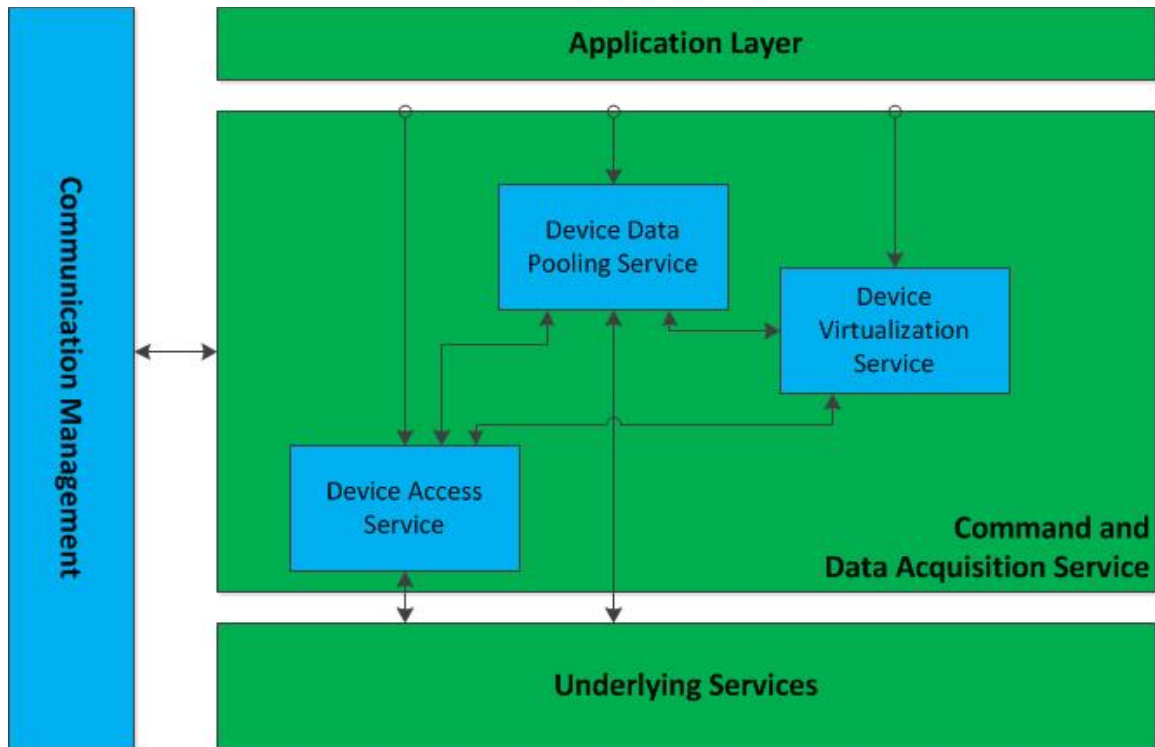 Communication Management
Application Layer
Device Data
Pooling Service
Device
Virtualization
Service
Device Access
Service
Command and
Data Acquisition Service
Underlying Services